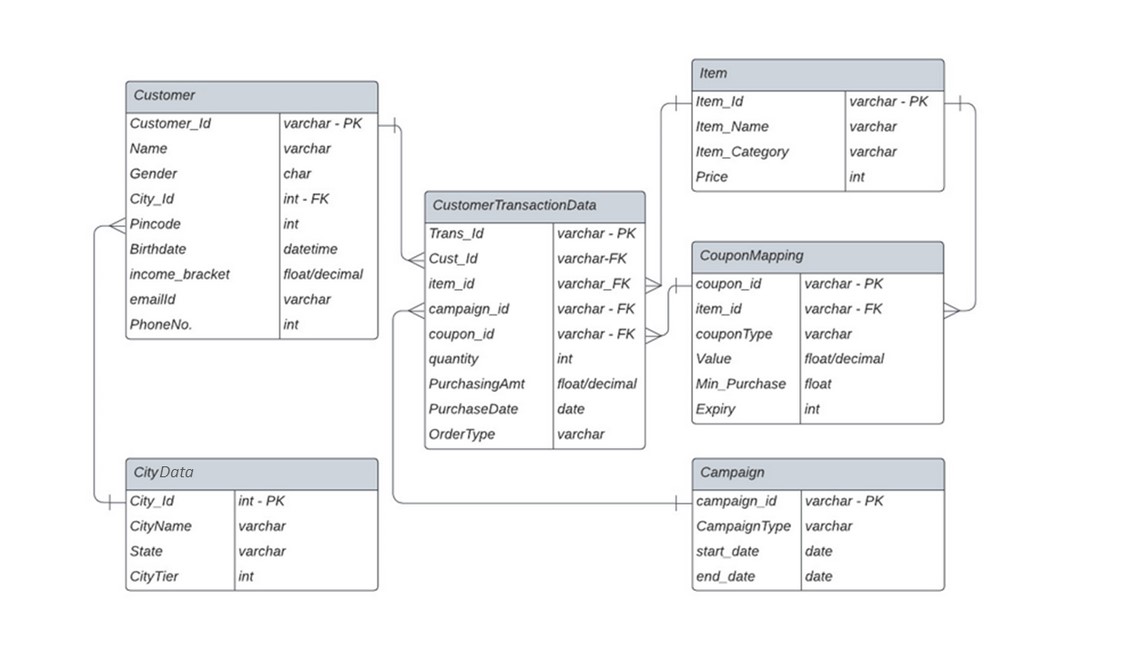 Customer
Customer_Id varchar - PK
Name varchar
Gender char
City_Id int - FK
Pincode int
Birthdate datetime
income_bracket float/decimal
emailId varchar
PhoneNo. int
CustomerTransactionData
Trans_Id varchar - PK
Cust_Id varchar-FK
item_id varchar_FK
campaign_id varchar - FK
coupon_id varchar - FK
quantity int
PurchasingAmt float/decimal
PurchaseDate date
OrderType varchar
Item
Item_Id varchar - PK
Item_Name varchar
Item_Category varchar
Price int
CouponMapping
coupon_id varchar - PK
item_id varchar - FK
couponType varchar
Value float/decimal
Min_Purchase float
Expiry int
CityData
City_Id int - PK
CityName varchar
State varchar
CityTier int
Campaign
campaign_id varchar - PK
CampaignType varchar
start_date date
end_date date